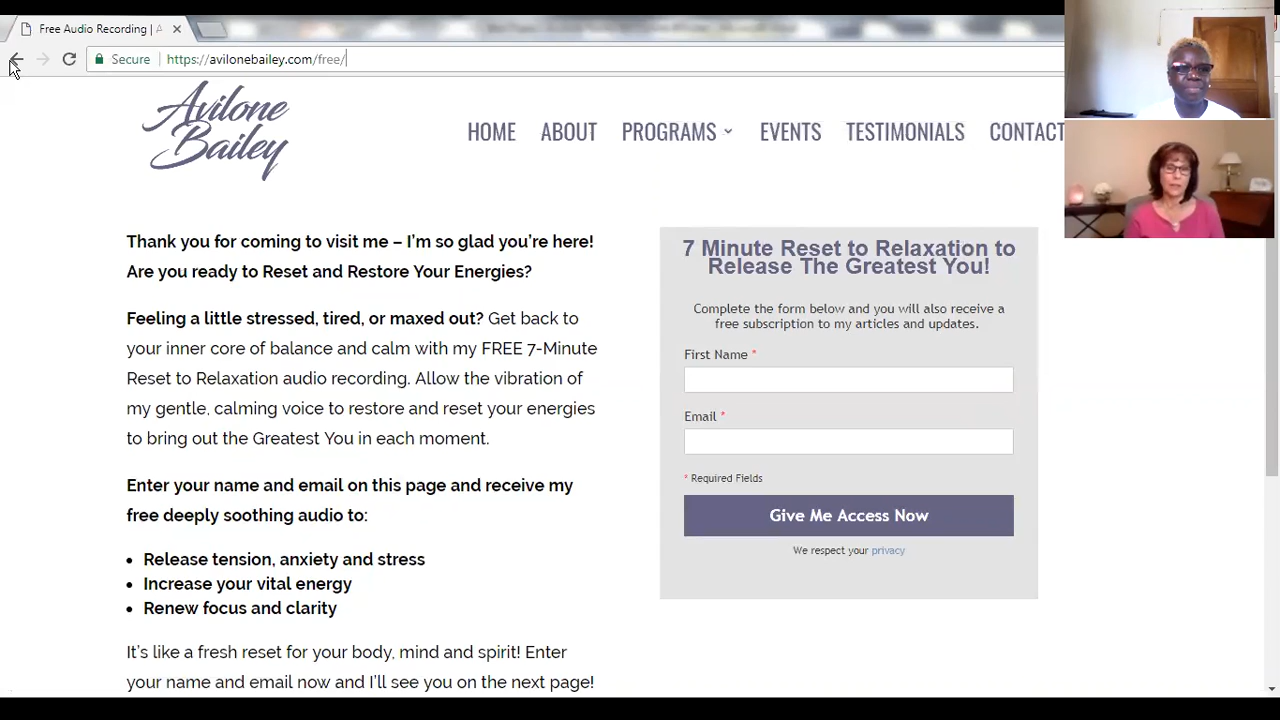 Free Audio Recording | A
Secure
https://avilonebailey.com/free/
Avilone
Bailey
HOME ABOUT PROGRAMS EVENTS TESTIMONIALS CONTACT
Thank you for coming to visit me – I'm so glad you're here!
Are you ready to Reset and Restore Your Energies?
Feeling a little stressed, tired, or maxed out? Get back to
your inner core of balance and calm with my FREE 7-Minute
Reset to Relaxation audio recording. Allow the vibration of
my gentle, calming voice to restore and reset your energies
to bring out the Greatest You in each moment.
Enter your name and email on this page and receive my
free deeply soothing audio to:
• Release tension, anxiety and stress
• Increase your vital energy
• Renew focus and clarity
It's like a fresh reset for your body, mind and spirit! Enter
your name and email now and I'll see you on the next page!
7 Minute Reset to Relaxation to
Release The Greatest You!
Complete the form below and you will also receive a
free subscription to my articles and updates.
First Name *
Email *
* Required Fields
Give Me Access Now
We respect your privacy